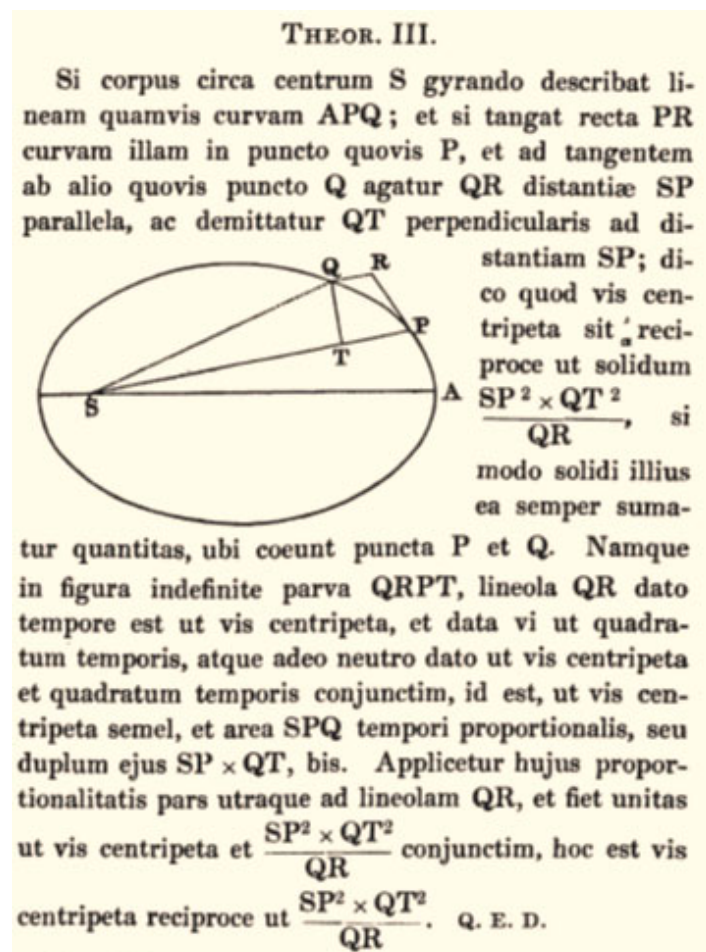 THEOR. III.
Si corpus circa centrum S gyrando describat li-
neam quamvis curvam APQ; et si tangat recta PR
curvam illam in puncto quovis P, et ad tangentem
ab alio quovis puncto Q agatur QR distantiæ SP
parallela, ac demittatur QT perpendicularis ad di-
stantiam SP; di-
co quod vis cen-
tripeta sit reci-
proce ut solidum
SP² × QT² / QR, si
modo solidi illius
ea semper suma-
Q R
P
T
S A
tur quantitas, ubi coeunt puncta P et Q. Namque
in figura indefinite parva QRPT, lineola QR dato
tempore est ut vis centripeta, et data vi ut quadra-
tum temporis, atque adeo neutro dato ut vis centripeta
et quadratum temporis conjunctim, id est, ut vis cen-
tripeta semel, et area SPQ tempori proportionalis, seu
duplum ejus SP × QT, bis. Applicetur hujus propor-
tionalitatis pars utraque ad lineolam QR, et fiet unitas
ut vis centripeta et SP² × QT² / QR conjunctim, hoc est vis
centripeta reciproce ut SP² × QT² / QR. Q. E. D.